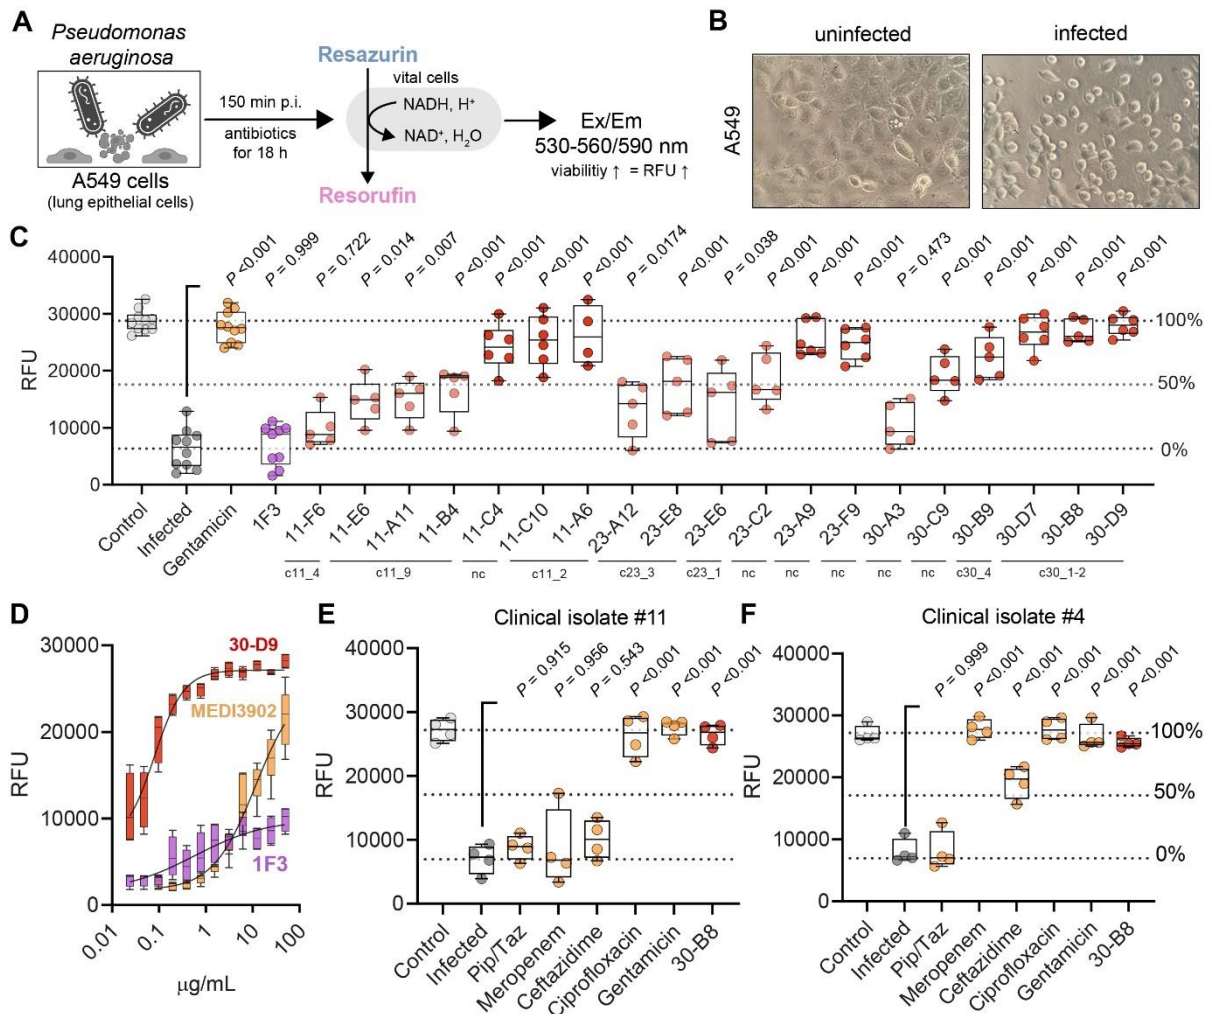 A
Pseudomonas
aeruginosa
A549 cells
(lung epithelial cells)
150 min p.i.
antibiotics
for 18 h
Resazurin
vital cells
NADH, H+
NAD+, H2O
Resorufin
Ex/Em
530-560/590 nm
viabilitiy ↑ = RFU ↑
B
uninfected
infected
A549
C
P <0.001
P = 0.999
P = 0.722
P = 0.014
P = 0.007
P <0.001
P <0.001
P <0.001
P <0.001
P = 0.0174
P <0.001
P = 0.038
P <0.001
P <0.001
P <0.001
P = 0.473
P <0.001
P <0.001
P <0.001
P <0.001
P <0.001
RFU
40000
30000
20000
10000
0
100%
50%
0%
Control
Infected
Gentamicin
1F3
11-F6
11-E6
11-A11
11-B4
11-C4
11-C10
11-A6
23-A12
23-E8
23-E6
23-C2
23-A9
23-F9
30-A3
30-C9
30-B9
30-D7
30-B8
30-D9
c11_4
c11_9
nc
c11_2
c23_3
c23_1
nc
nc
nc
nc
nc
c30_4
c30_1-2
D
RFU
30000
20000
10000
0
30-D9
MEDI3902
1F3
0.01
0.1
1
10
100
µg/mL
E
Clinical isolate #11
P = 0.915
P = 0.956
P = 0.543
P <0.001
P <0.001
P <0.001
RFU
40000
30000
20000
10000
0
Control
Infected
Pip/Taz
Meropenem
Ceftazidime
Ciprofloxacin
Gentamicin
30-B8
F
Clinical isolate #4
P = 0.999
P <0.001
P <0.001
P <0.001
P <0.001
P <0.001
RFU
40000
30000
20000
10000
0
100%
50%
0%
Control
Infected
Pip/Taz
Meropenem
Ceftazidime
Ciprofloxacin
Gentamicin
30-B8